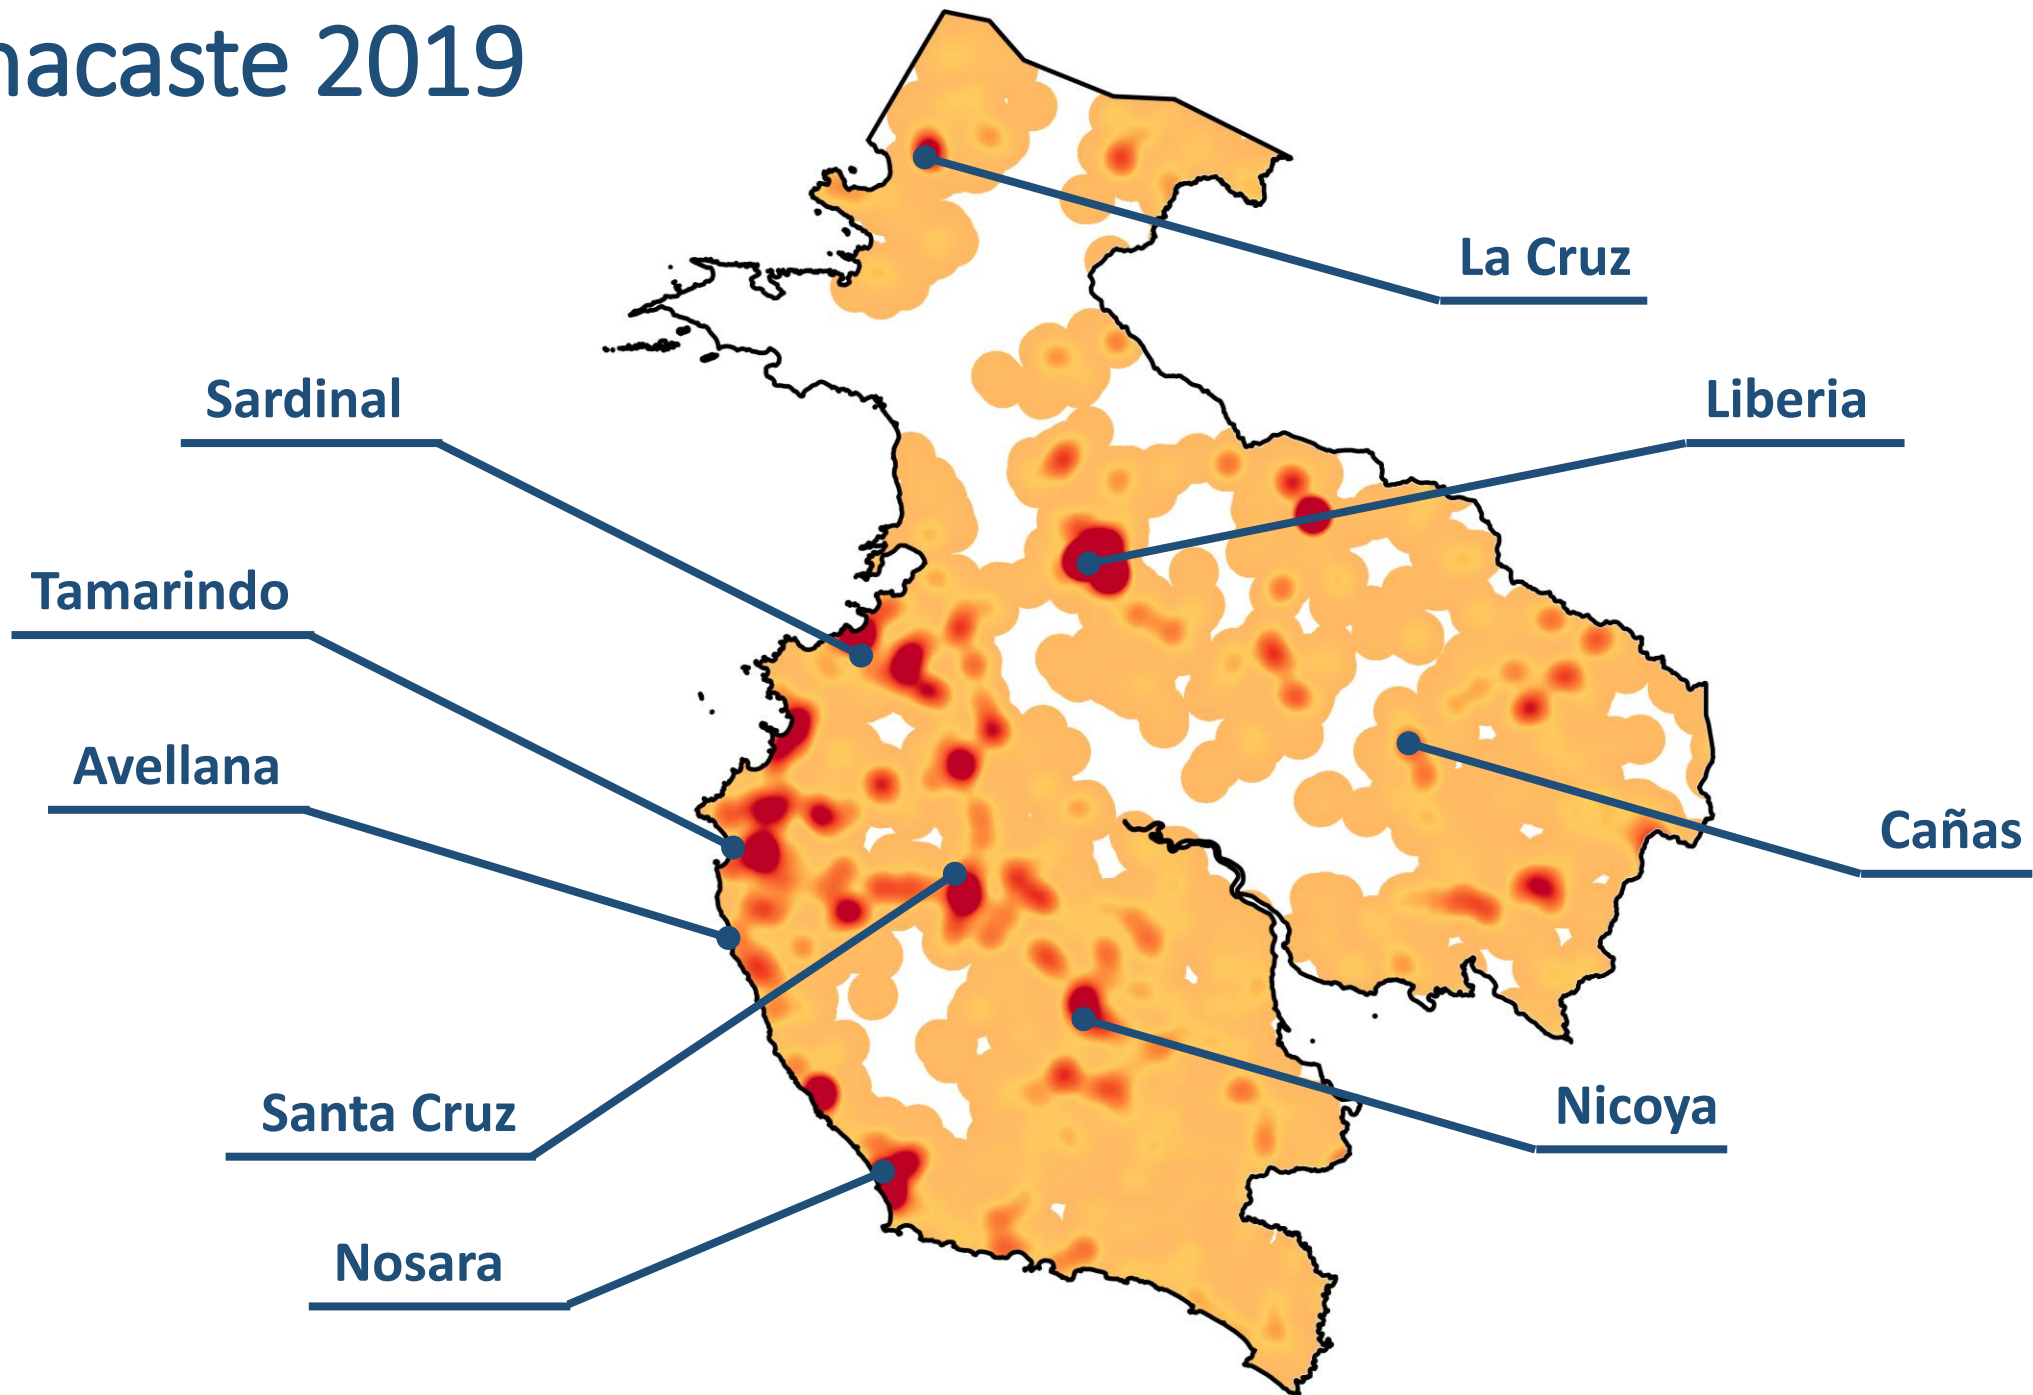 nacaste 2019
La Cruz
Sardinal
Liberia
Tamarindo
Avellana
Cañas
Santa Cruz
Nicoya
Nosara